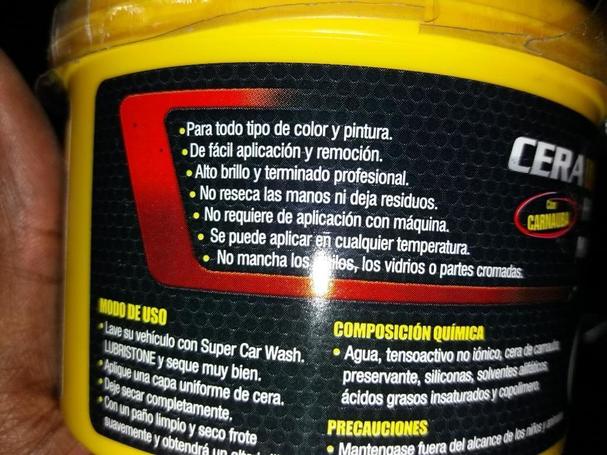 •Para todo tipo de color y pintura.
•De fácil aplicación y remoción.
•Alto brillo y terminado profesional.
• No reseca las manos ni deja residuos.
• No requiere de aplicación con máquina.
• Se puede aplicar en cualquier temperatura.
• No mancha los, los vidrios o partes cromadas.
CERA
Con
CARNAUBA
MODO DE USO
• Lave su vehículo con Super Car Wash.
LUBRISTONE y seque muy bien.
•Aplique una capa uniforme de cera.
•Deje secar completamente.
•Con un paño limpio y seco frote
suavemente y obtendrá un alto
COMPOSICIÓN QUÍMICA
• Agua, tensoactivo no iónico, cera de carnauba,
preservante, siliconas, solventes alifáticos,
ácidos grasos insaturados y copolímero.
PRECAUCIONES
• Mantengase fuera del alcance de los niños y